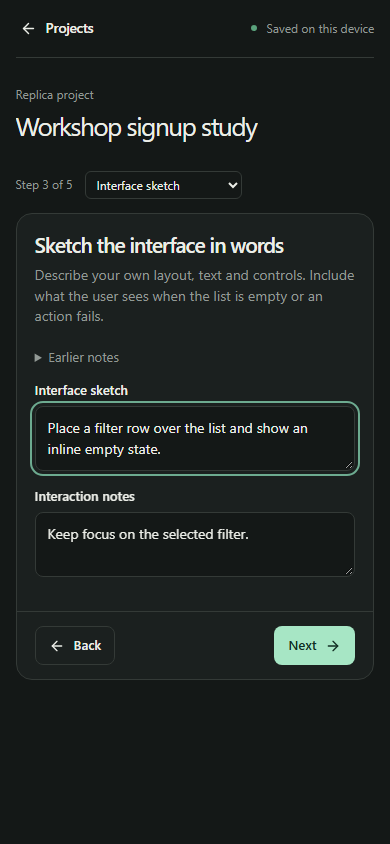 Projects
Saved on this device
Replica project
Workshop signup study
Step 3 of 5
Interface sketch
Sketch the interface in words
Describe your own layout, text and controls. Include
what the user sees when the list is empty or an
action fails.
Earlier notes
Interface sketch
Place a filter row over the list and show an
inline empty state.
Interaction notes
Keep focus on the selected filter.
Back
Next